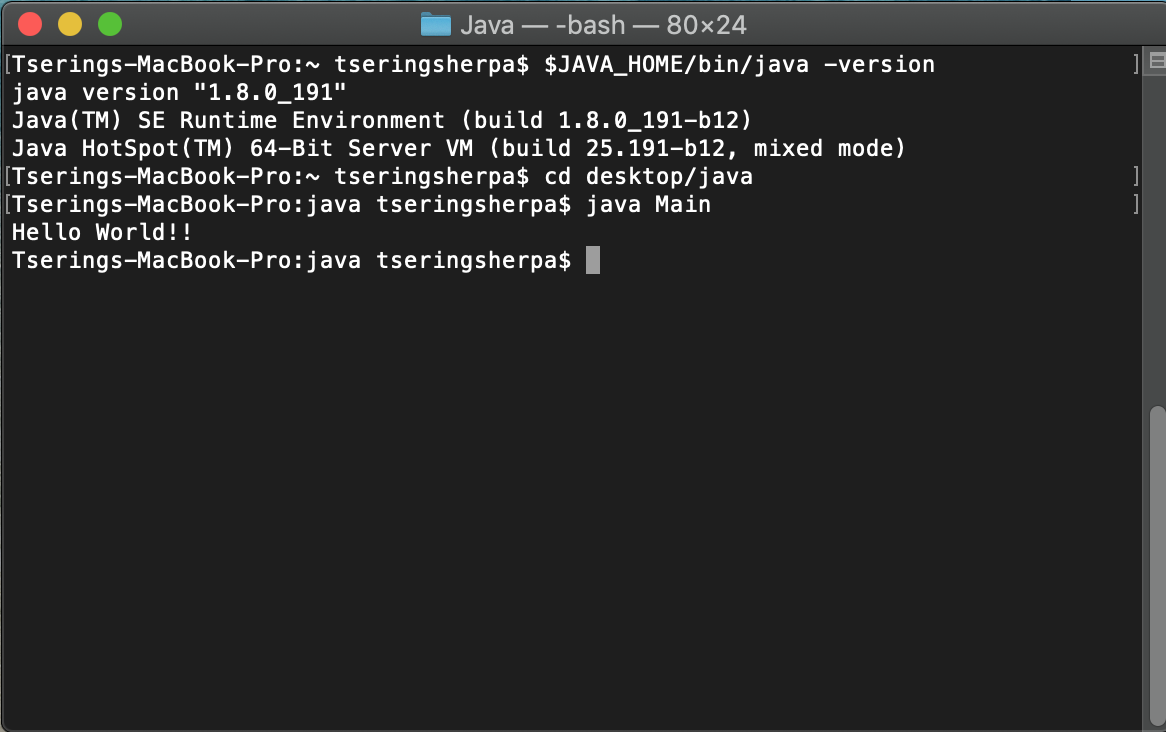 Java — -bash — 80×24
[Tserings-MacBook-Pro:~ tseringsherpa$ $JAVA_HOME/bin/java -version ]
java version "1.8.0_191"
Java(TM) SE Runtime Environment (build 1.8.0_191-b12)
Java HotSpot(TM) 64-Bit Server VM (build 25.191-b12, mixed mode)
[Tserings-MacBook-Pro:~ tseringsherpa$ cd desktop/java ]
[Tserings-MacBook-Pro:java tseringsherpa$ java Main ]
Hello World!!
Tserings-MacBook-Pro:java tseringsherpa$